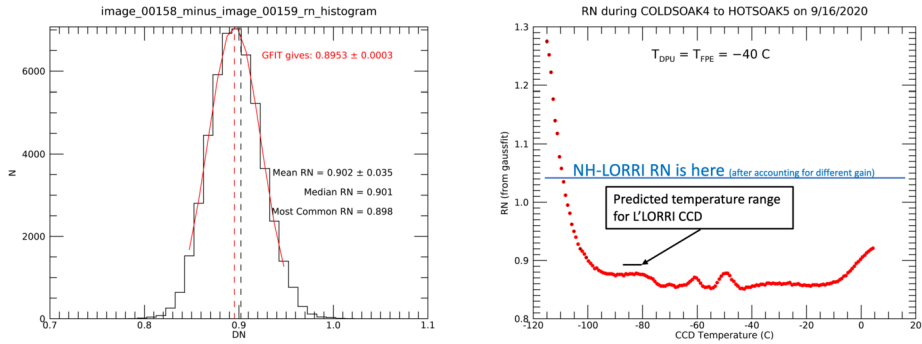 image_00158_minus_image_00159_rn_histogram
GFIT gives: 0.8953 ± 0.0003
Mean RN = 0.902 ± 0.035
Median RN = 0.901
Most Common RN = 0.898
N
6000
4000
2000
0
0.7 0.8 0.9 1.0 1.1
DN
RN during COLDSOAK4 to HOTSOAK5 on 9/16/2020
T_DPU = T_FPE = −40 C
NH-LORRI RN is here (after accounting for different gain)
Predicted temperature range
for L'LORRI CCD
RN (from gaussfit)
1.3
1.2
1.1
1.0
0.9
0.8
-120 -100 -80 -60 -40 -20 0 20
CCD Temperature (C)